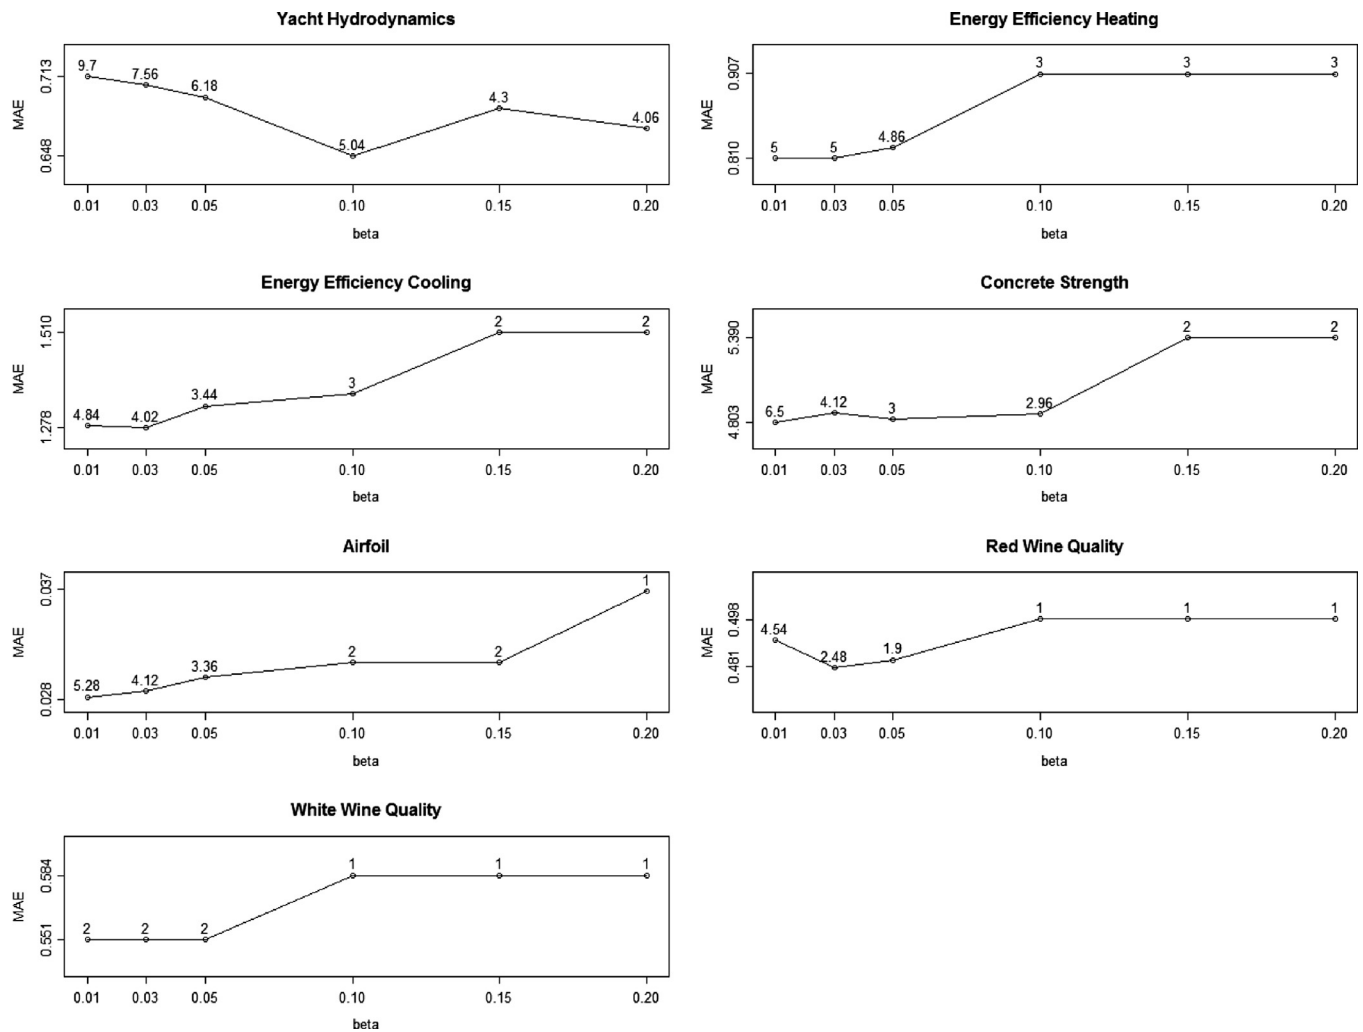 Yacht Hydrodynamics
MAE
0.713
0.648
9.7 7.56 6.18 5.04 4.3 4.06
0.01 0.03 0.05 0.10 0.15 0.20
beta
Energy Efficiency Heating
MAE
0.907
0.810
5 5 4.86 3 3 3
0.01 0.03 0.05 0.10 0.15 0.20
beta
Energy Efficiency Cooling
MAE
1.510
1.278
4.84 4.02 3.44 3 2 2
0.01 0.03 0.05 0.10 0.15 0.20
beta
Concrete Strength
MAE
5.390
4.803
6.5 4.12 3 2.96 2 2
0.01 0.03 0.05 0.10 0.15 0.20
beta
Airfoil
MAE
0.037
0.028
5.28 4.12 3.36 2 2 1
0.01 0.03 0.05 0.10 0.15 0.20
beta
Red Wine Quality
MAE
0.498
0.481
4.54 2.48 1.9 1 1 1
0.01 0.03 0.05 0.10 0.15 0.20
beta
White Wine Quality
MAE
0.584
0.551
2 2 2 1 1 1
0.01 0.03 0.05 0.10 0.15 0.20
beta